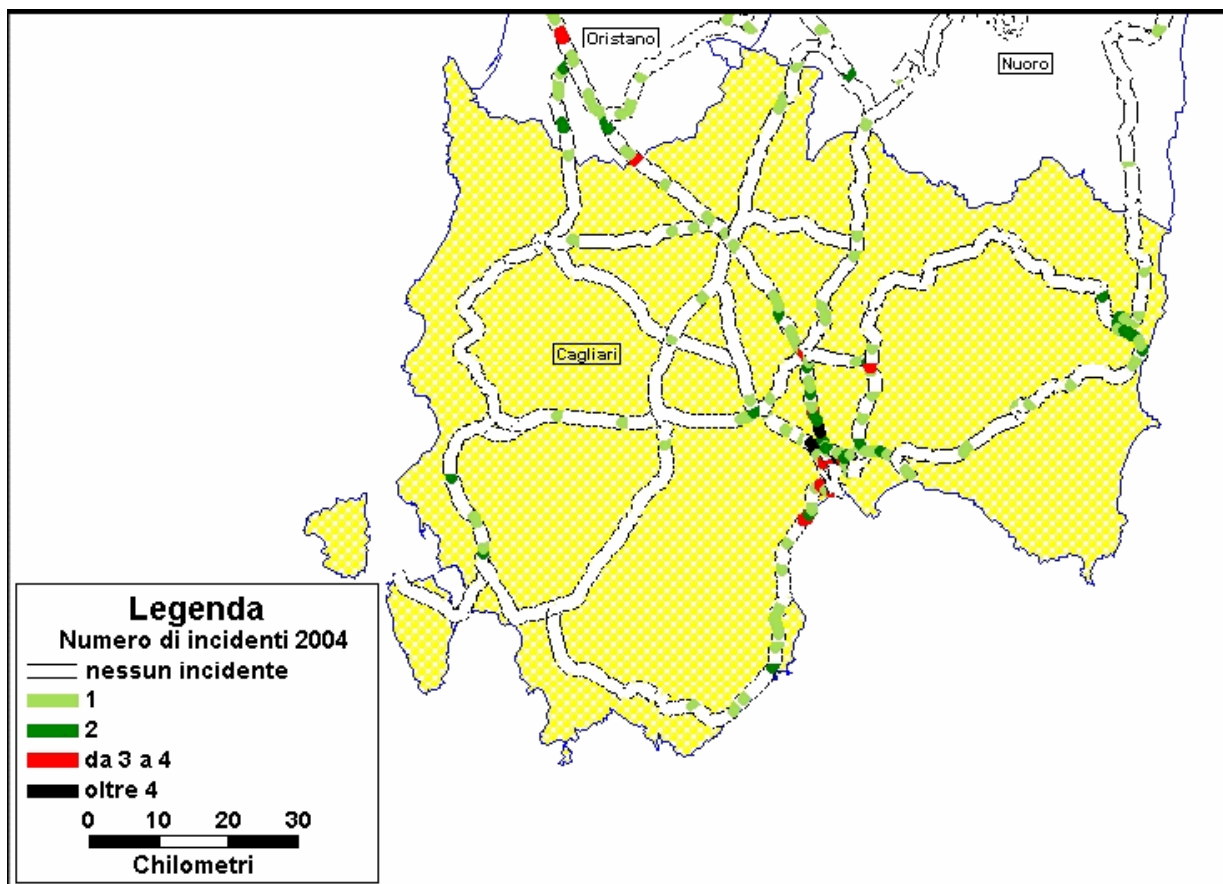 Oristano
Nuoro
Cagliari
Legenda
Numero di incidenti 2004
nessun incidente
1
2
da 3 a 4
oltre 4
0 10 20 30
Chilometri